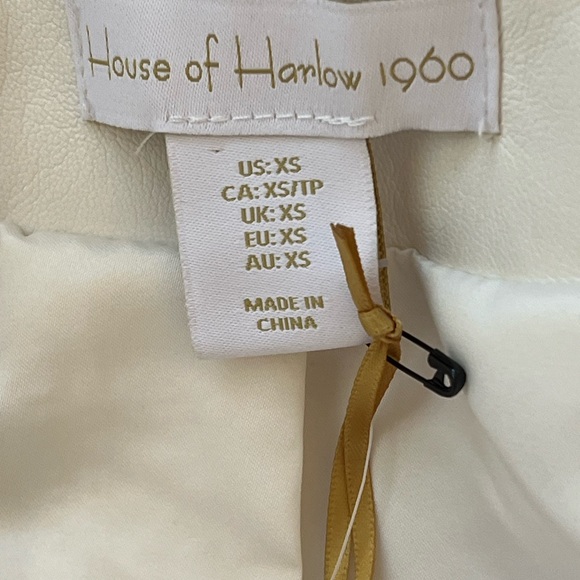 House of Harlow 1960
US: XS
CA: XS/TP
UK: XS
EU: XS
AU: XS
MADE IN
CHINA